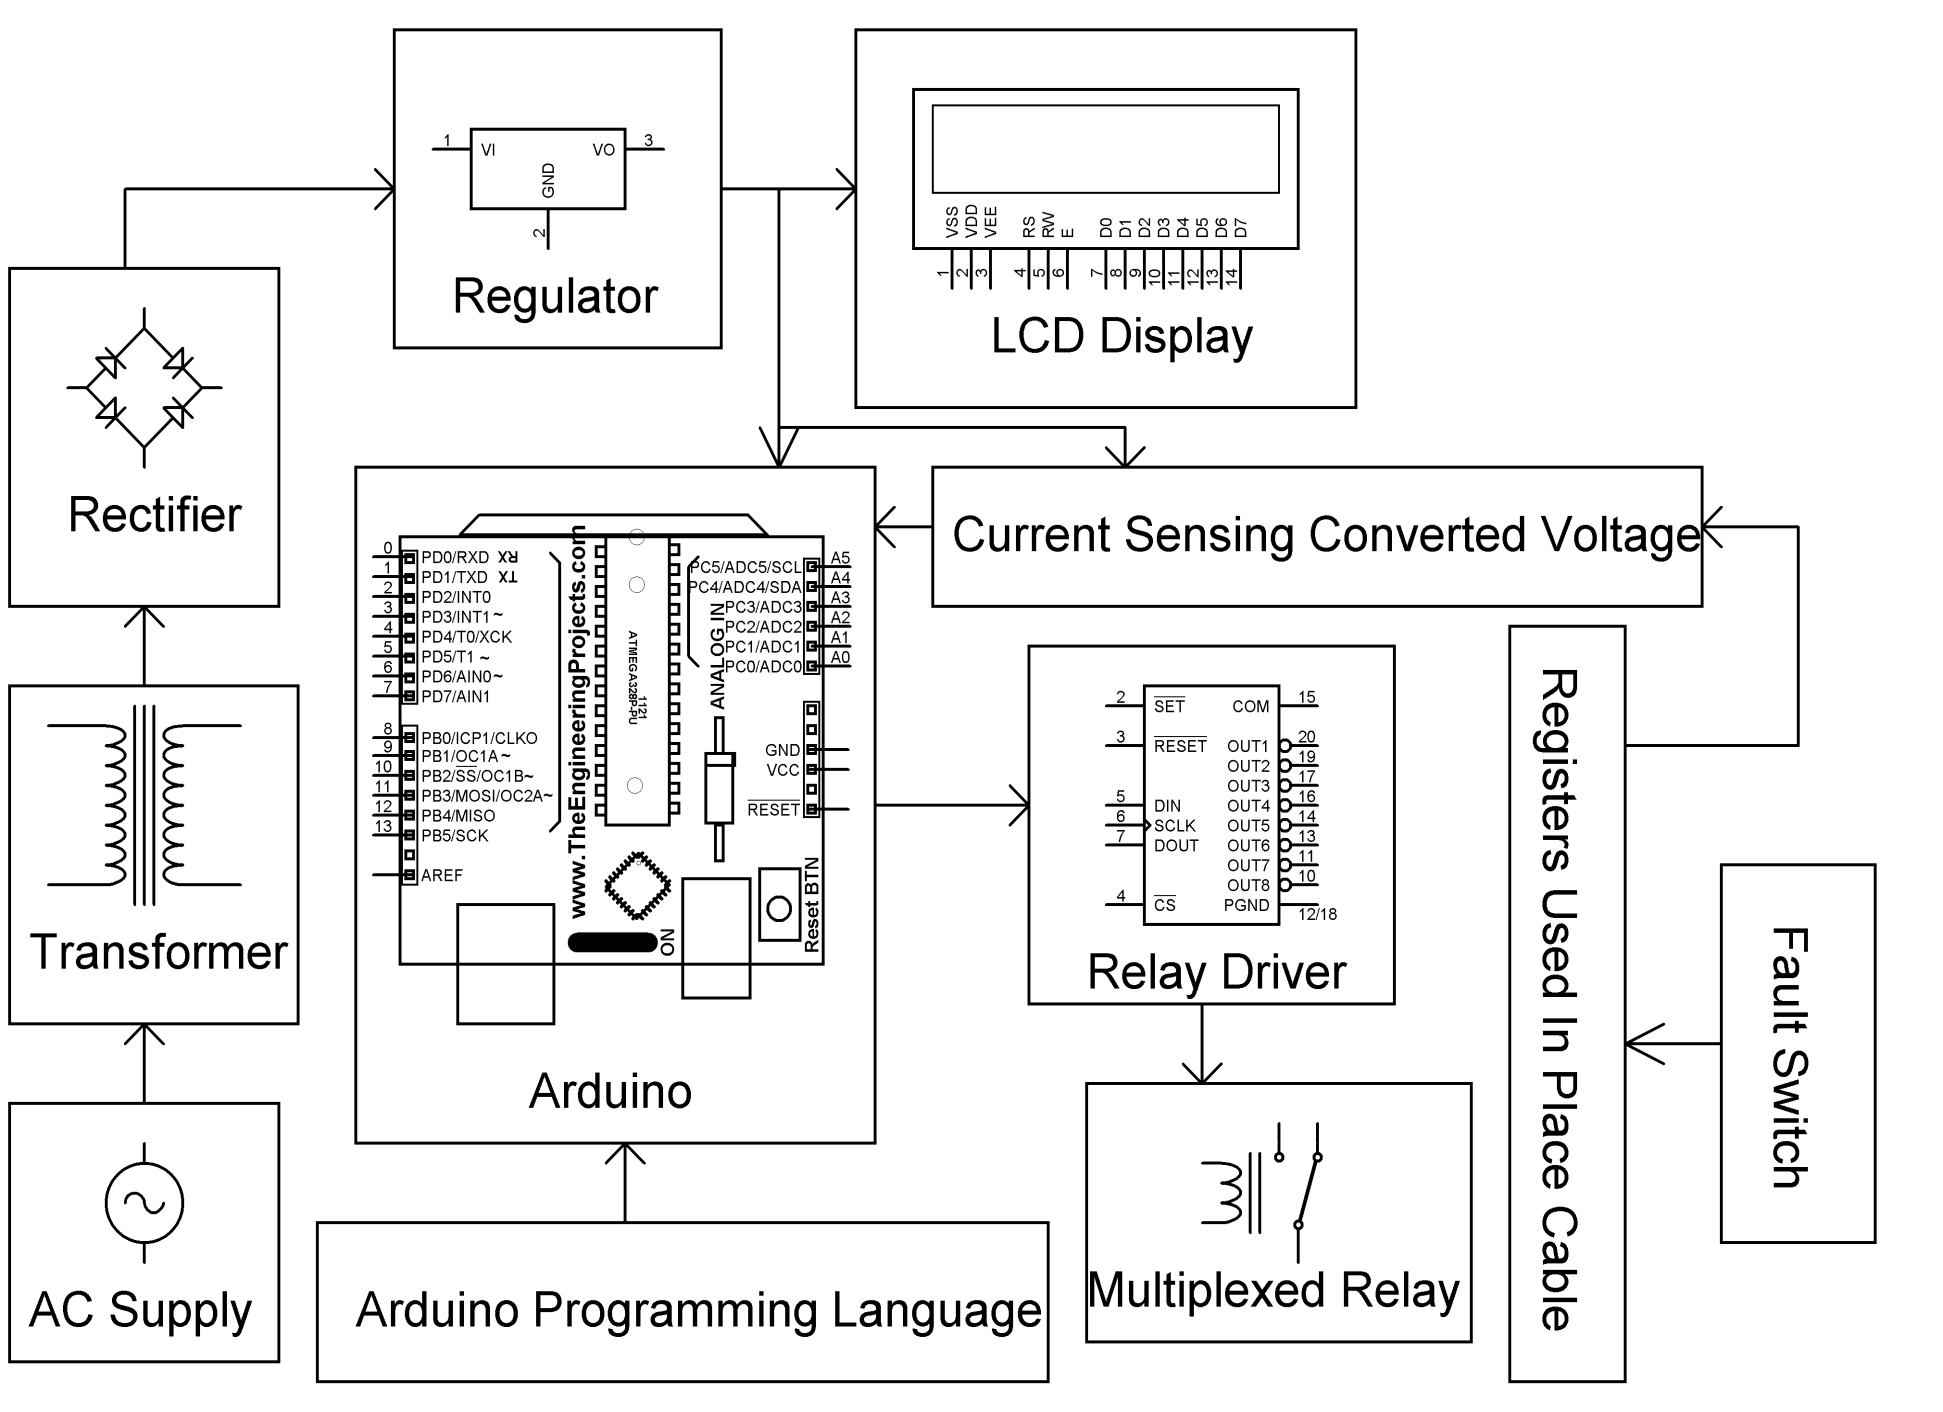 1
VI
VO
3
GND
2
Regulator
VSS
VDD
VEE
RS
RW
E
D0
D1
D2
D3
D4
D5
D6
D7
1
2
3
4
5
6
7
8
9
10
11
12
13
14
LCD Display
Rectifier
Transformer
AC Supply
0
PD0/RXD
RX
1
PD1/TXD
TX
2
PD2/INT0
3
PD3/INT1~
4
PD4/T0/XCK
5
PD5/T1 ~
6
PD6/AIN0~
7
PD7/AIN1
8
PB0/ICP1/CLKO
9
PB1/OC1A~
10
PB2/SS/OC1B~
11
PB3/MOSI/OC2A~
12
PB4/MISO
13
PB5/SCK
AREF
www.TheEngineeringProjects.com
ATMEGA328P-PU
1121
ANALOG IN
PC5/ADC5/SCL
A5
PC4/ADC4/SDA
A4
PC3/ADC3
A3
PC2/ADC2
A2
PC1/ADC1
A1
PC0/ADC0
A0
GND
VCC
RESET
ON
Reset BTN
Arduino
Arduino Programming Language
Current Sensing Converted Voltage
2
SET
COM
15
3
RESET
OUT1
20
OUT2
19
OUT3
17
5
DIN
OUT4
16
6
SCLK
OUT5
14
7
DOUT
OUT6
13
OUT7
11
OUT8
10
4
CS
PGND
12/18
Relay Driver
Multiplexed Relay
Registers Used In Place Cable
Fault Switch